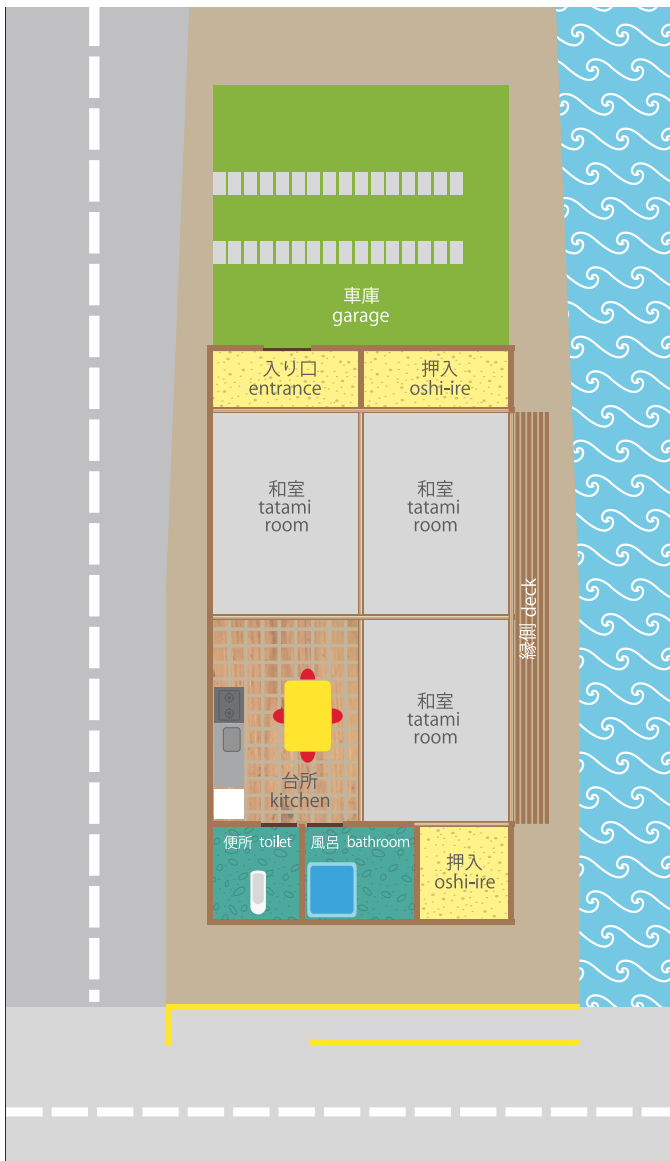 車庫
garage
入り口
entrance
押入
oshi-ire
和室
tatami
room
和室
tatami
room
縁側 deck
和室
tatami
room
台所
kitchen
便所 toilet
風呂 bathroom
押入
oshi-ire